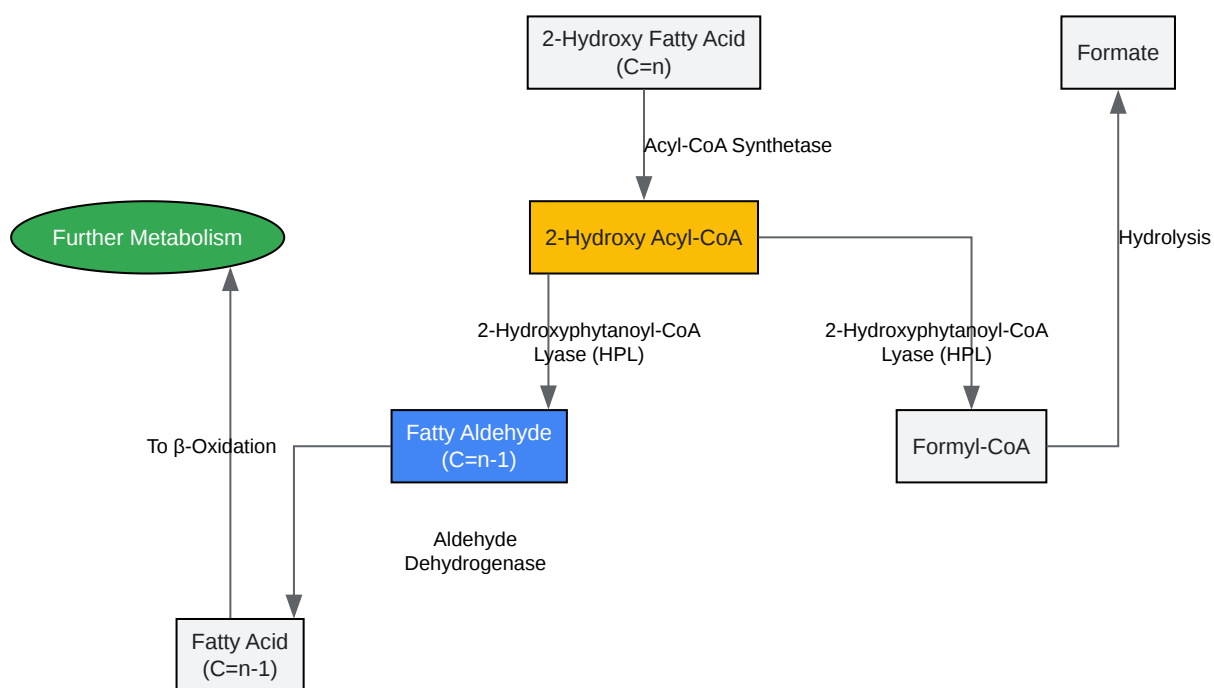 2-Hydroxy Fatty Acid
(C=n)
Formate
Acyl-CoA Synthetase
Further Metabolism
2-Hydroxy Acyl-CoA
Hydrolysis
2-Hydroxyphytanoyl-CoA
Lyase (HPL)
2-Hydroxyphytanoyl-CoA
Lyase (HPL)
To β-Oxidation
Fatty Aldehyde
(C=n-1)
Formyl-CoA
Aldehyde
Dehydrogenase
Fatty Acid
(C=n-1)